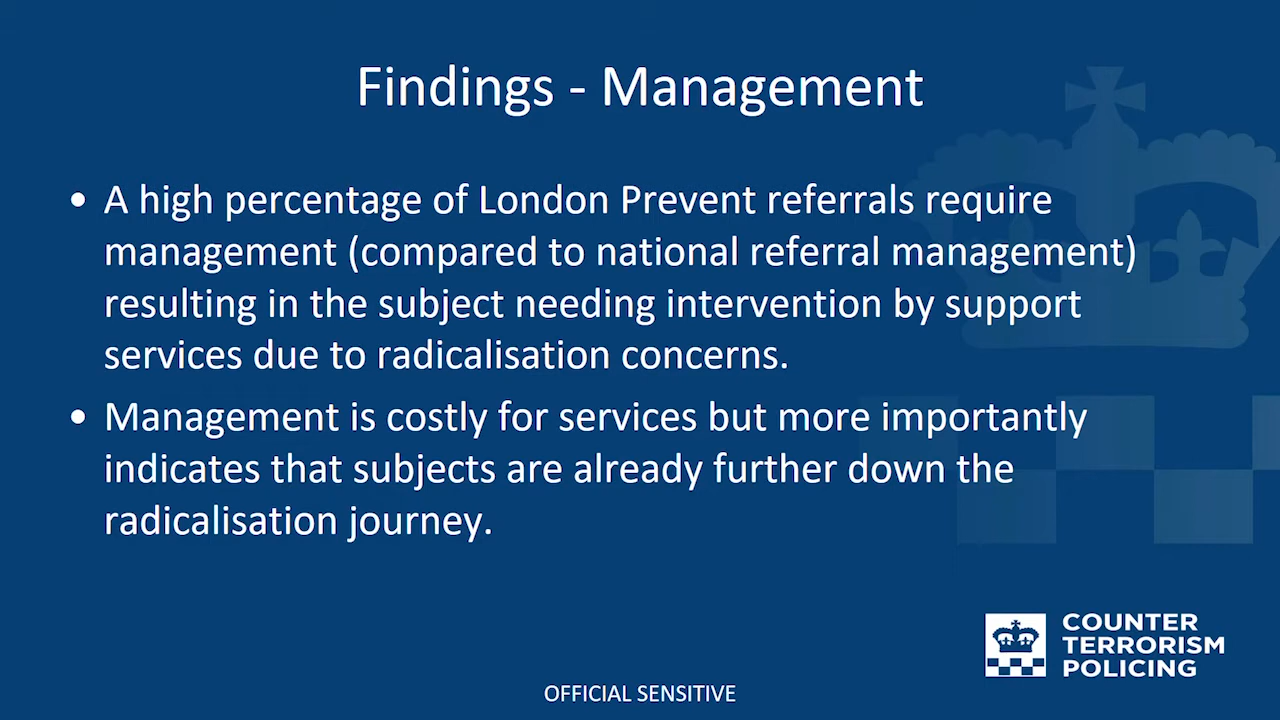 Findings - Management
• A high percentage of London Prevent referrals require
management (compared to national referral management)
resulting in the subject needing intervention by support
services due to radicalisation concerns.
• Management is costly for services but more importantly
indicates that subjects are already further down the
radicalisation journey.
COUNTER
TERRORISM
POLICING
OFFICIAL SENSITIVE